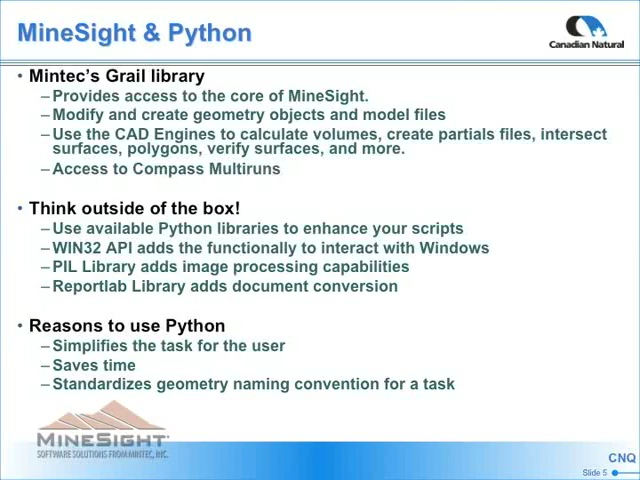 MineSight & Python
Canadian Natural
• Mintec's Grail library
– Provides access to the core of MineSight.
– Modify and create geometry objects and model files
– Use the CAD Engines to calculate volumes, create partials files, intersect
surfaces, polygons, verify surfaces, and more.
– Access to Compass Multiruns
• Think outside of the box!
– Use available Python libraries to enhance your scripts
– WIN32 API adds the functionally to interact with Windows
– PIL Library adds image processing capabilities
– Reportlab Library adds document conversion
• Reasons to use Python
– Simplifies the task for the user
– Saves time
– Standardizes geometry naming convention for a task
MINESIGHT®
SOFTWARE SOLUTIONS FROM MINTEC, INC.
CNQ
Slide 5